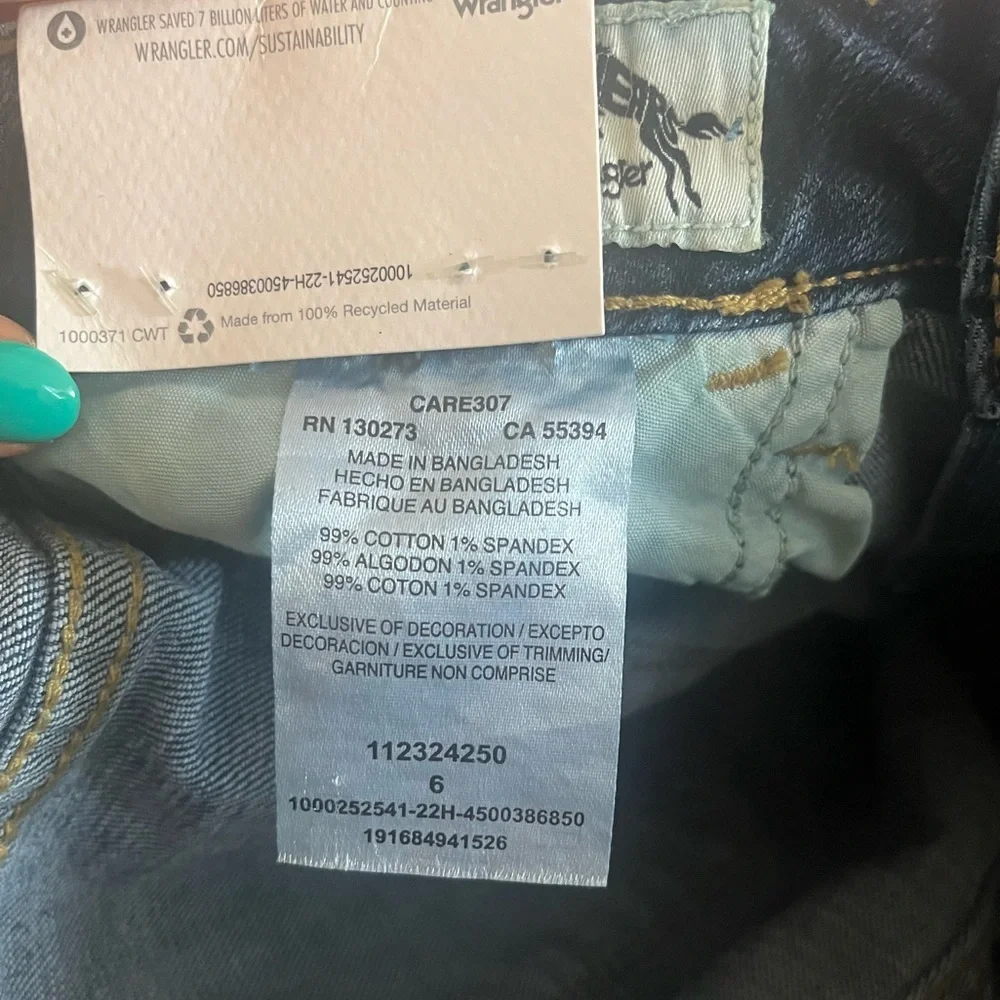 WRANGLER SAVED 7 BILLION LITERS OF WATER AND
WRANGLER.COM/SUSTAINABILITY
Wrangler
1000252541-22H-4500386850
1000371 CWT
Made from 100% Recycled Material
CARE307
RN 130273 CA 55394
MADE IN BANGLADESH
HECHO EN BANGLADESH
FABRIQUE AU BANGLADESH
99% COTTON 1% SPANDEX
99% ALGODON 1% SPANDEX
99% COTON 1% SPANDEX
EXCLUSIVE OF DECORATION / EXCEPTO
DECORACION / EXCLUSIVE OF TRIMMING/
GARNITURE NON COMPRISE
112324250
6
1000252541-22H-4500386850
191684941526